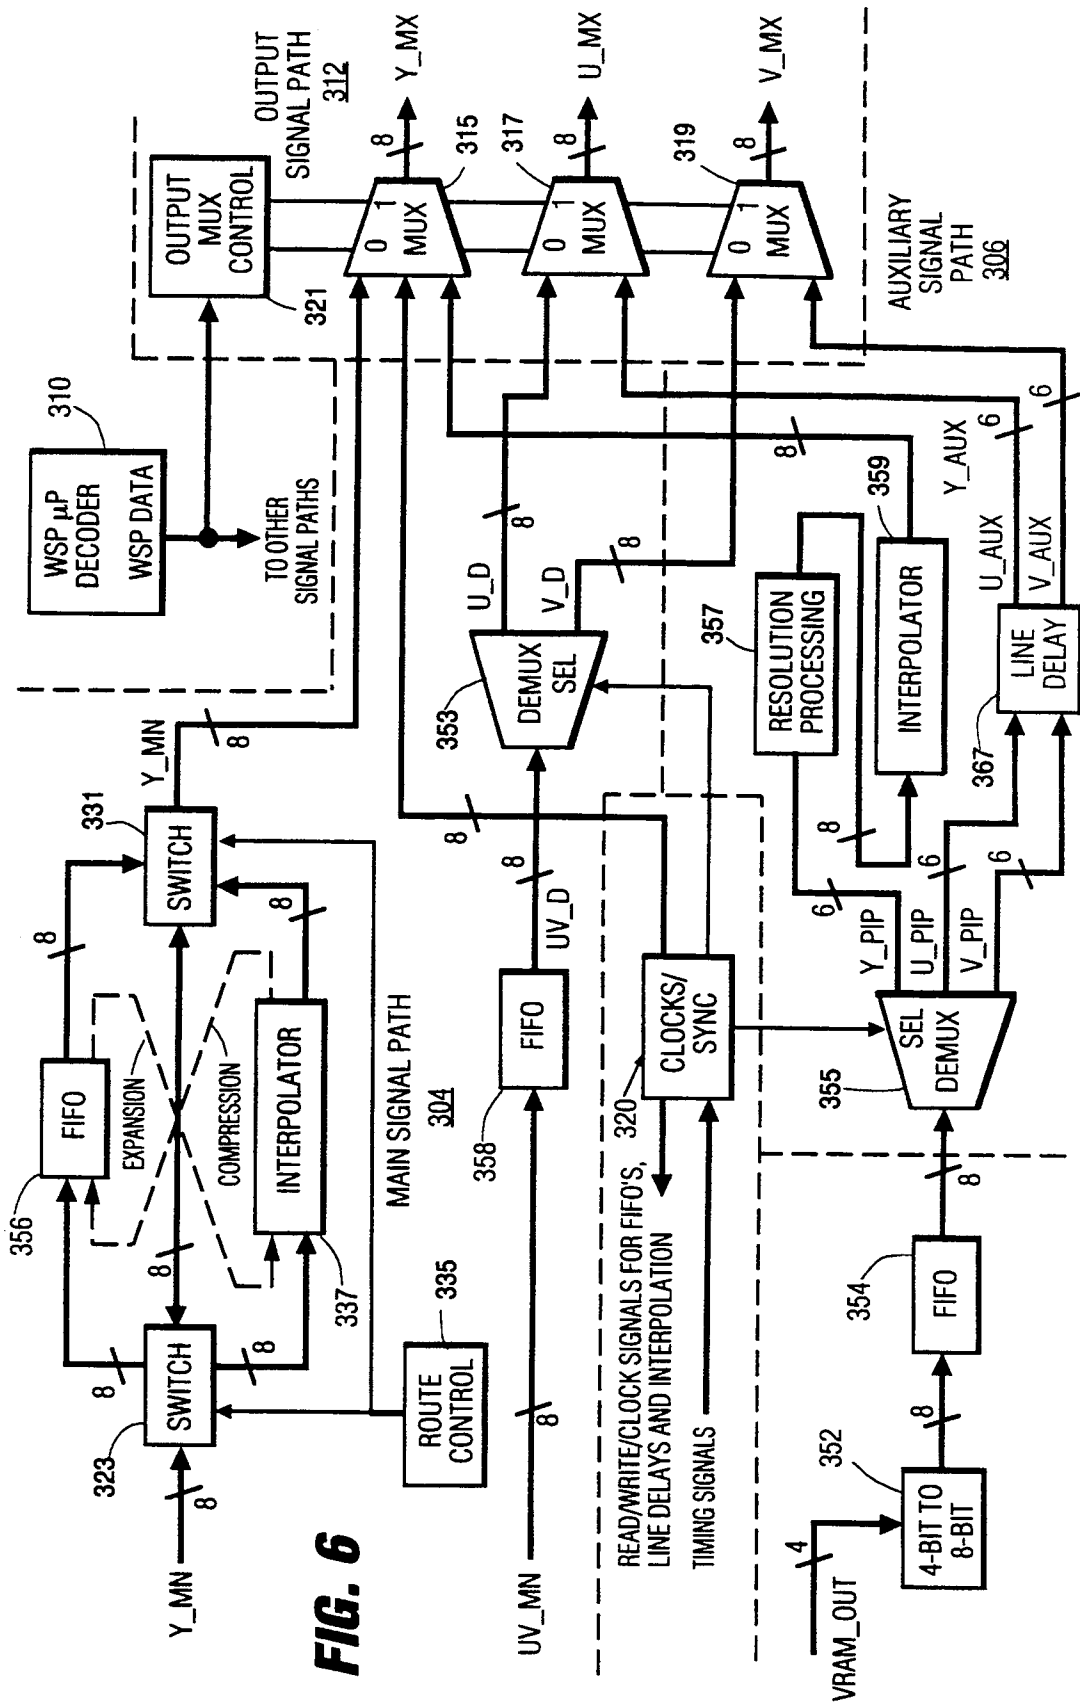 WSP µP
DECODER
WSP DATA
310
TO OTHER
SIGNAL PATHS
OUTPUT
MUX
CONTROL
321
OUTPUT
SIGNAL PATH
312
0
1
MUX
315
8
Y_MX
0
1
MUX
317
8
U_MX
0
1
MUX
319
8
V_MX
AUXILIARY
SIGNAL
PATH
306
Y_MN
8
323
SWITCH
8
8
8
356
FIFO
8
EXPANSION
COMPRESSION
INTERPOLATOR
337
8
331
SWITCH
Y_MN
8
MAIN SIGNAL PATH
304
335
ROUTE
CONTROL
UV_MN
8
358
FIFO
8
UV_D
353
DEMUX
SEL
U_D
8
V_D
8
8
320
CLOCKS/
SYNC
READ/WRITE/CLOCK SIGNALS FOR FIFO'S,
LINE DELAYS AND INTERPOLATION
TIMING SIGNALS
VRAM_OUT
4
352
4-BIT TO
8-BIT
8
354
FIFO
8
355
SEL
DEMUX
Y_PIP
U_PIP
V_PIP
6
6
6
357
RESOLUTION
PROCESSING
8
359
INTERPOLATOR
8
Y_AUX
367
LINE
DELAY
U_AUX
6
V_AUX
6
FIG. 6